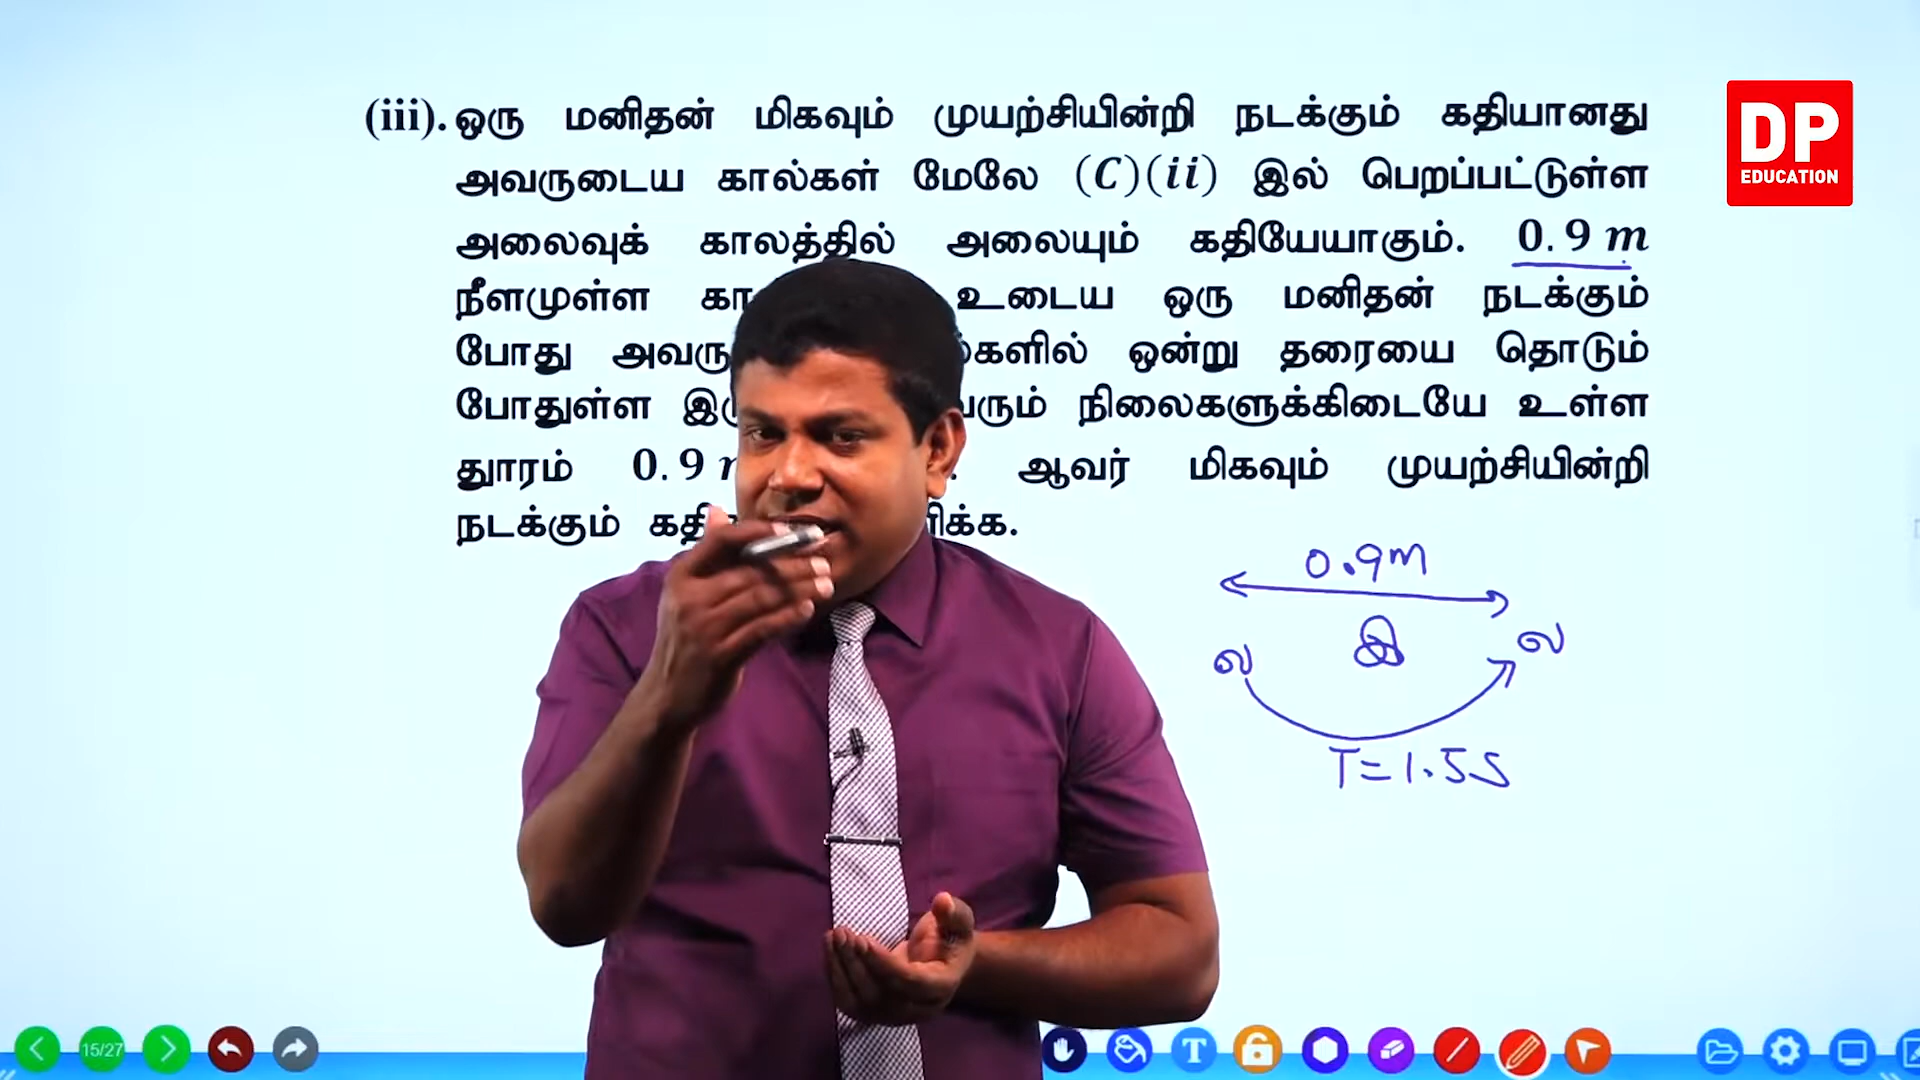 (iii). ஒரு மனிதன் மிகவும் முயற்சியின்றி நடக்கும் கதியானது
அவருடைய கால்கள் மேலே (C)(ii) இல் பெறப்பட்டுள்ள
அலைவுக் காலத்தில் அலையும் கதியேயாகும். 0.9 m
நீளமுள்ள உடைய ஒரு மனிதன் நடக்கும்
போது ஒன்று தரையை தொடும்
போதுள்ள நிலைகளுக்கிடையே உள்ள
துாரம் 0.9 ஆவர் மிகவும் முயற்சியின்றி
நடக்கும்
DP
EDUCATION
0.9m
வ இ வ
T=1.5s
15/27
T